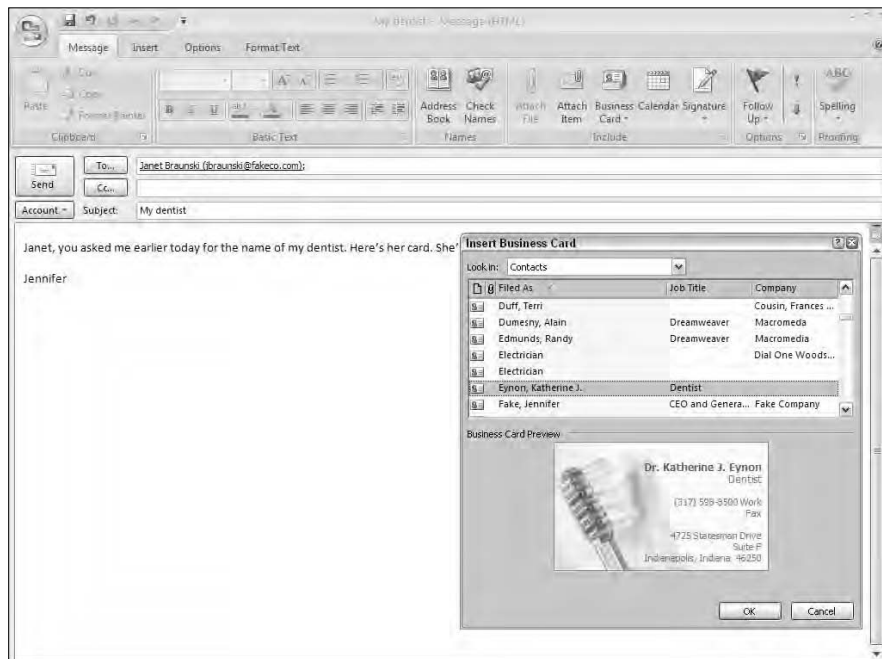 My dentist - Message (HTML)
Message Insert Options Format Text
Paste
Cut
Copy
Format Painter
Clipboard
B I U
Basic Text
Address Book
Check Names
Names
Attach File
Attach Item
Business Card
Calendar
Signature
Include
Follow Up
Options
ABC
Spelling
Proofing
Send
To...
Janet Braunski (jbraunski@fakeco.com);
Cc...
Account
Subject:
My dentist
Janet, you asked me earlier today for the name of my dentist. Here's her card. She'
Jennifer
Insert Business Card
Look in: Contacts
Filed As Job Title Company
Duff, Terri Cousin, Frances ...
Dumesny, Alain Dreamweaver Macromeda
Edmunds, Randy Dreamweaver Macromedia
Electrician Dial One Woods...
Electrician
Eynon, Katherine J. Dentist
Fake, Jennifer CEO and Genera... Fake Company
Business Card Preview
Dr. Katherine J. Eynon
Dentist
(317) 598-8500 Work
Fax
4725 Statesman Drive
Suite F
Indianapolis, Indiana 46250
OK Cancel